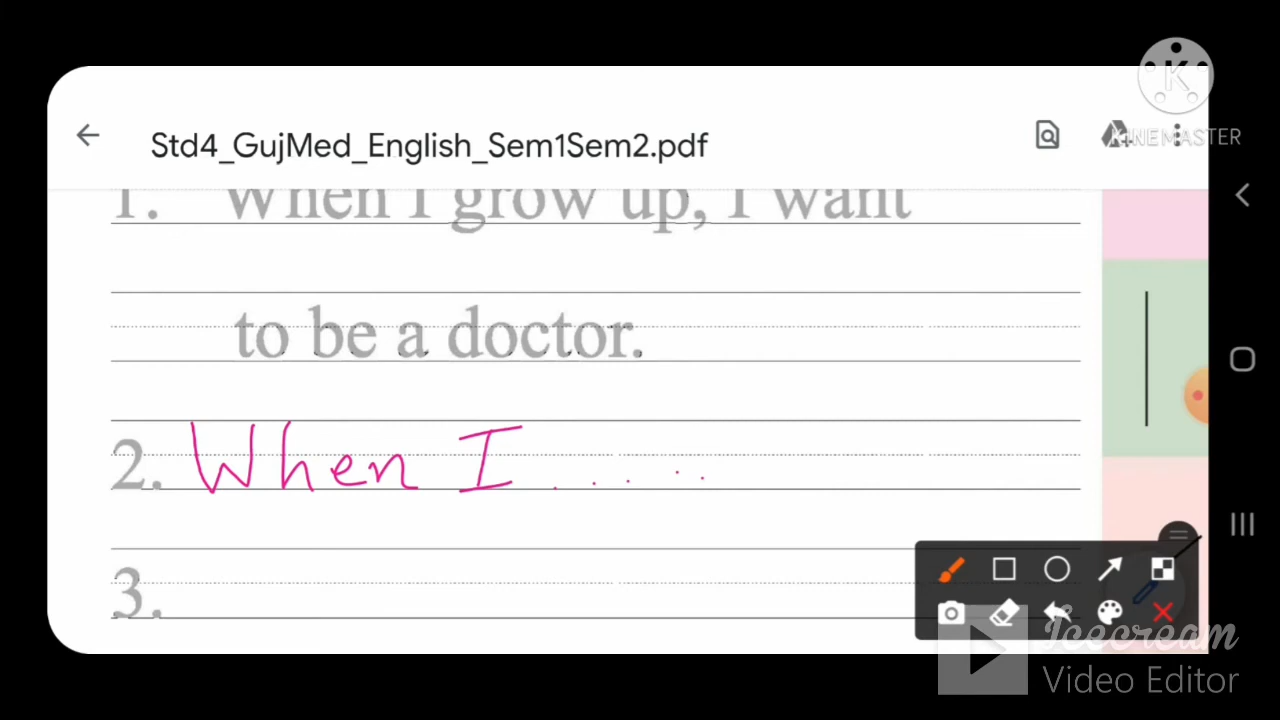 K
KINEMASTER
Std4_GujMed_English_Sem1Sem2.pdf
1. When I grow up, I want
to be a doctor.
2. When I .....
3.
Icecream
Video Editor